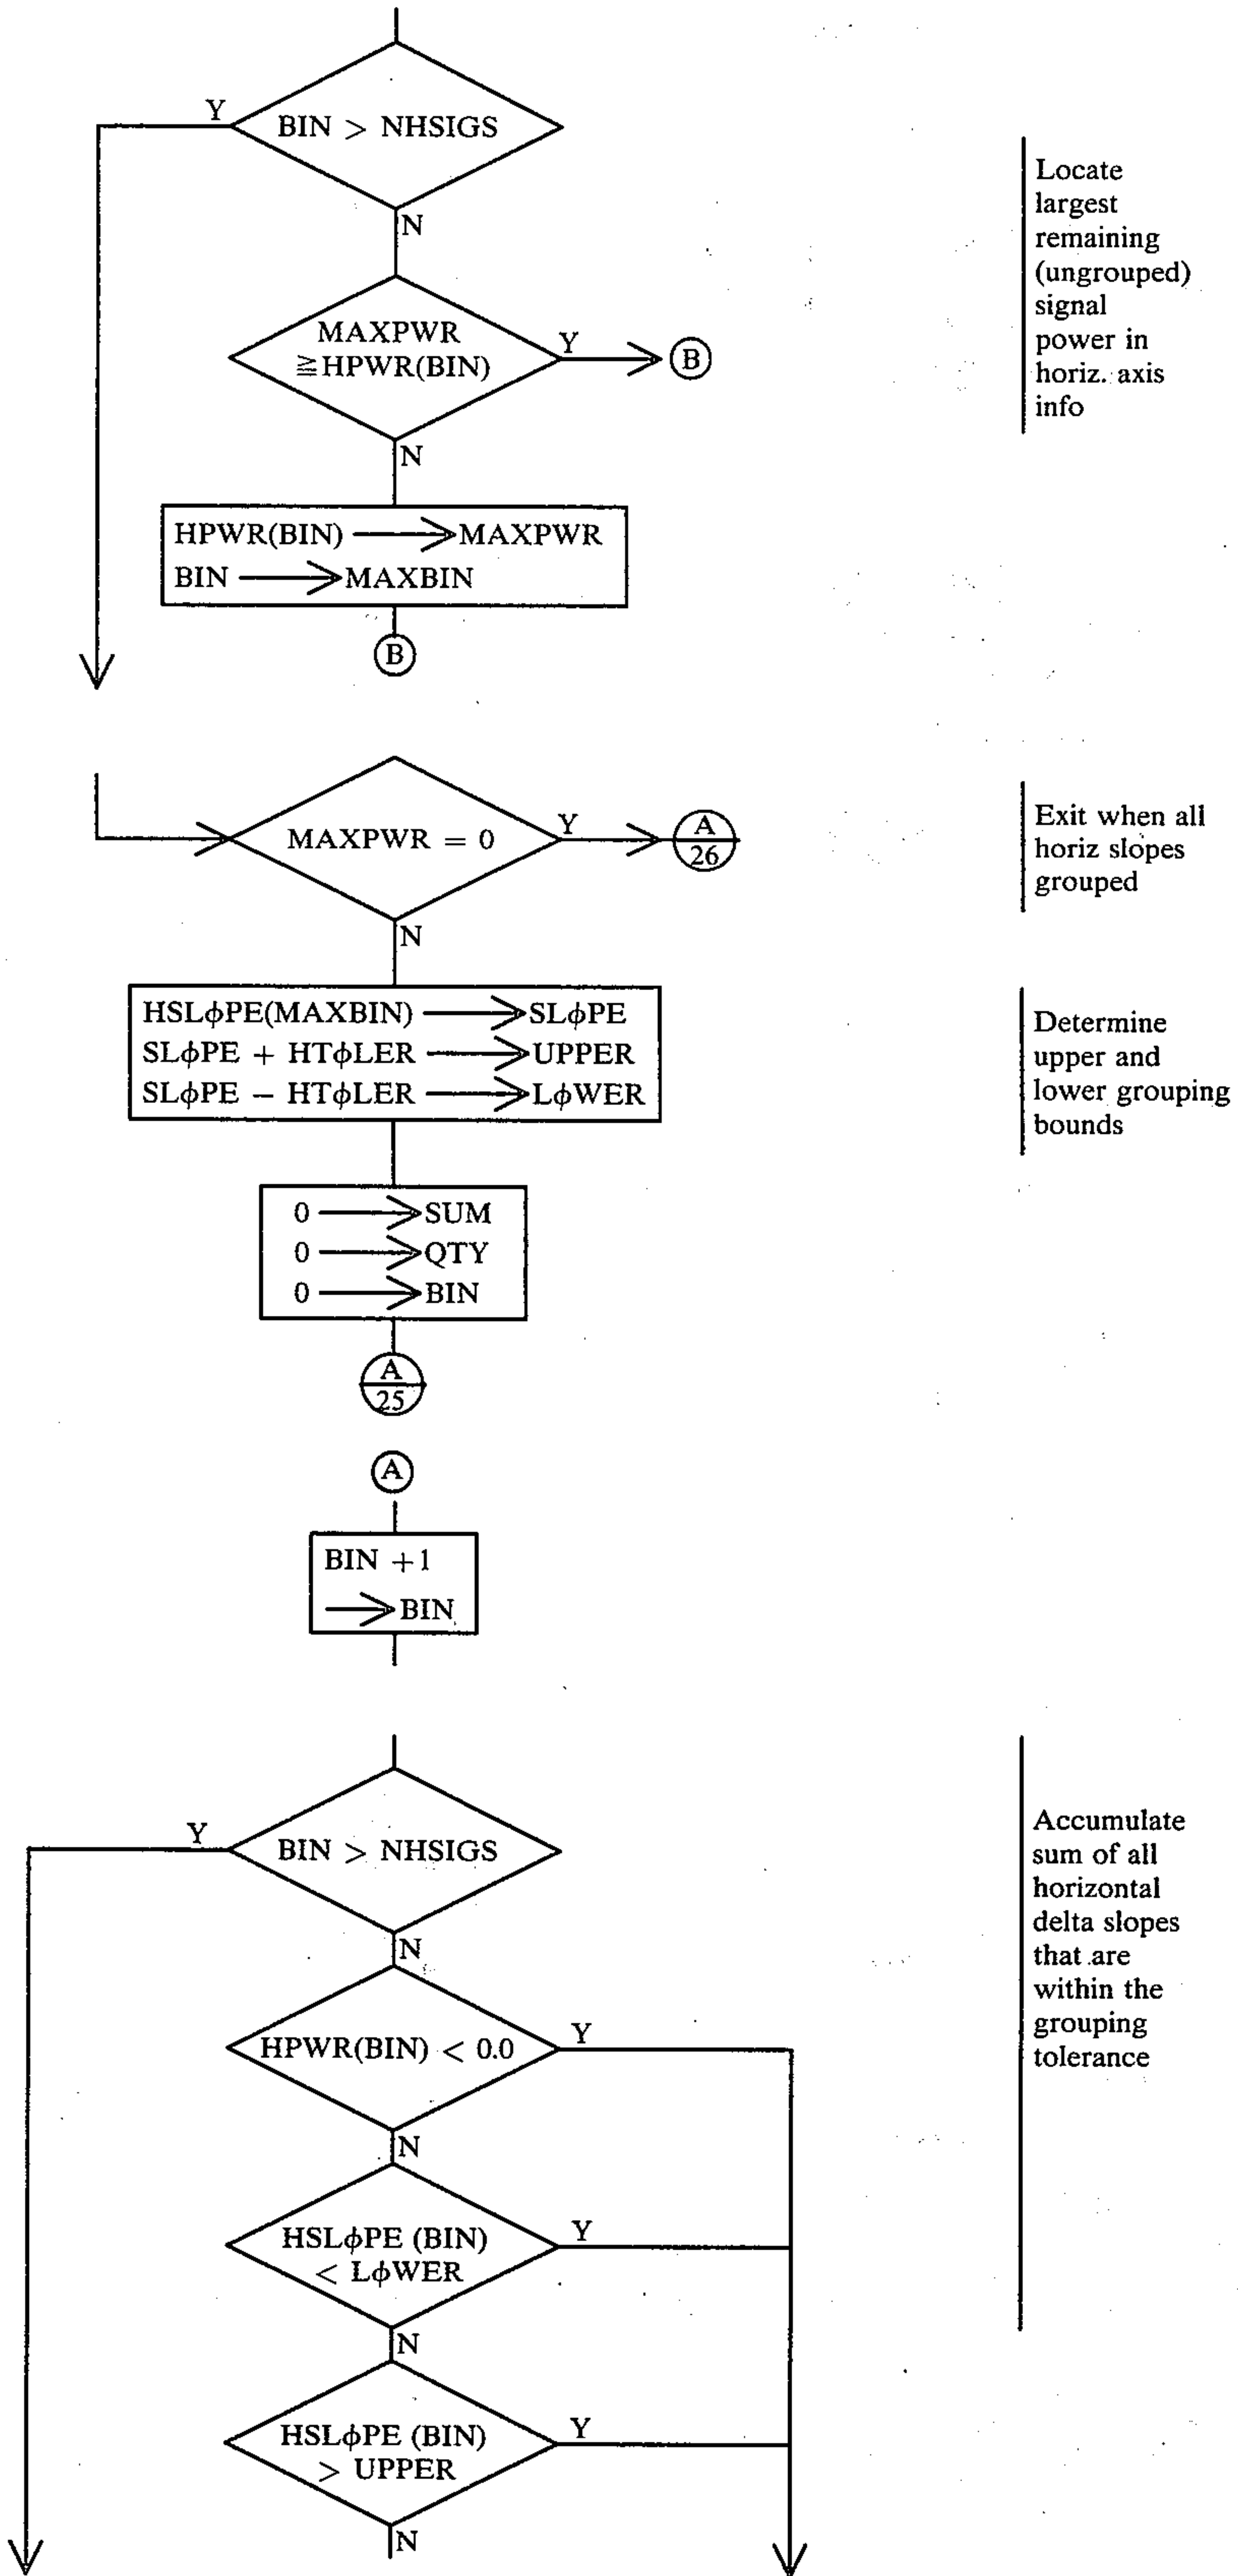 BIN > NHSIGS
Y
N
Locate
largest
remaining
(ungrouped)
signal
power in
horiz. axis
info
MAXPWR
≧HPWR(BIN)
Y
B
N
HPWR(BIN) → MAXPWR
BIN → MAXBIN
B
MAXPWR = 0
Y
A
26
N
Exit when all
horiz slopes
grouped
HSLϕPE(MAXBIN) → SLϕPE
SLϕPE + HTϕLER → UPPER
SLϕPE − HTϕLER → LϕWER
Determine
upper and
lower grouping
bounds
0 → SUM
0 → QTY
0 → BIN
A
25
A
BIN +1
→ BIN
Y
BIN > NHSIGS
N
Accumulate
sum of all
horizontal
delta slopes
that are
within the
grouping
tolerance
HPWR(BIN) < 0.0
Y
N
HSLϕPE (BIN)
< LϕWER
Y
N
HSLϕPE (BIN)
> UPPER
Y
N